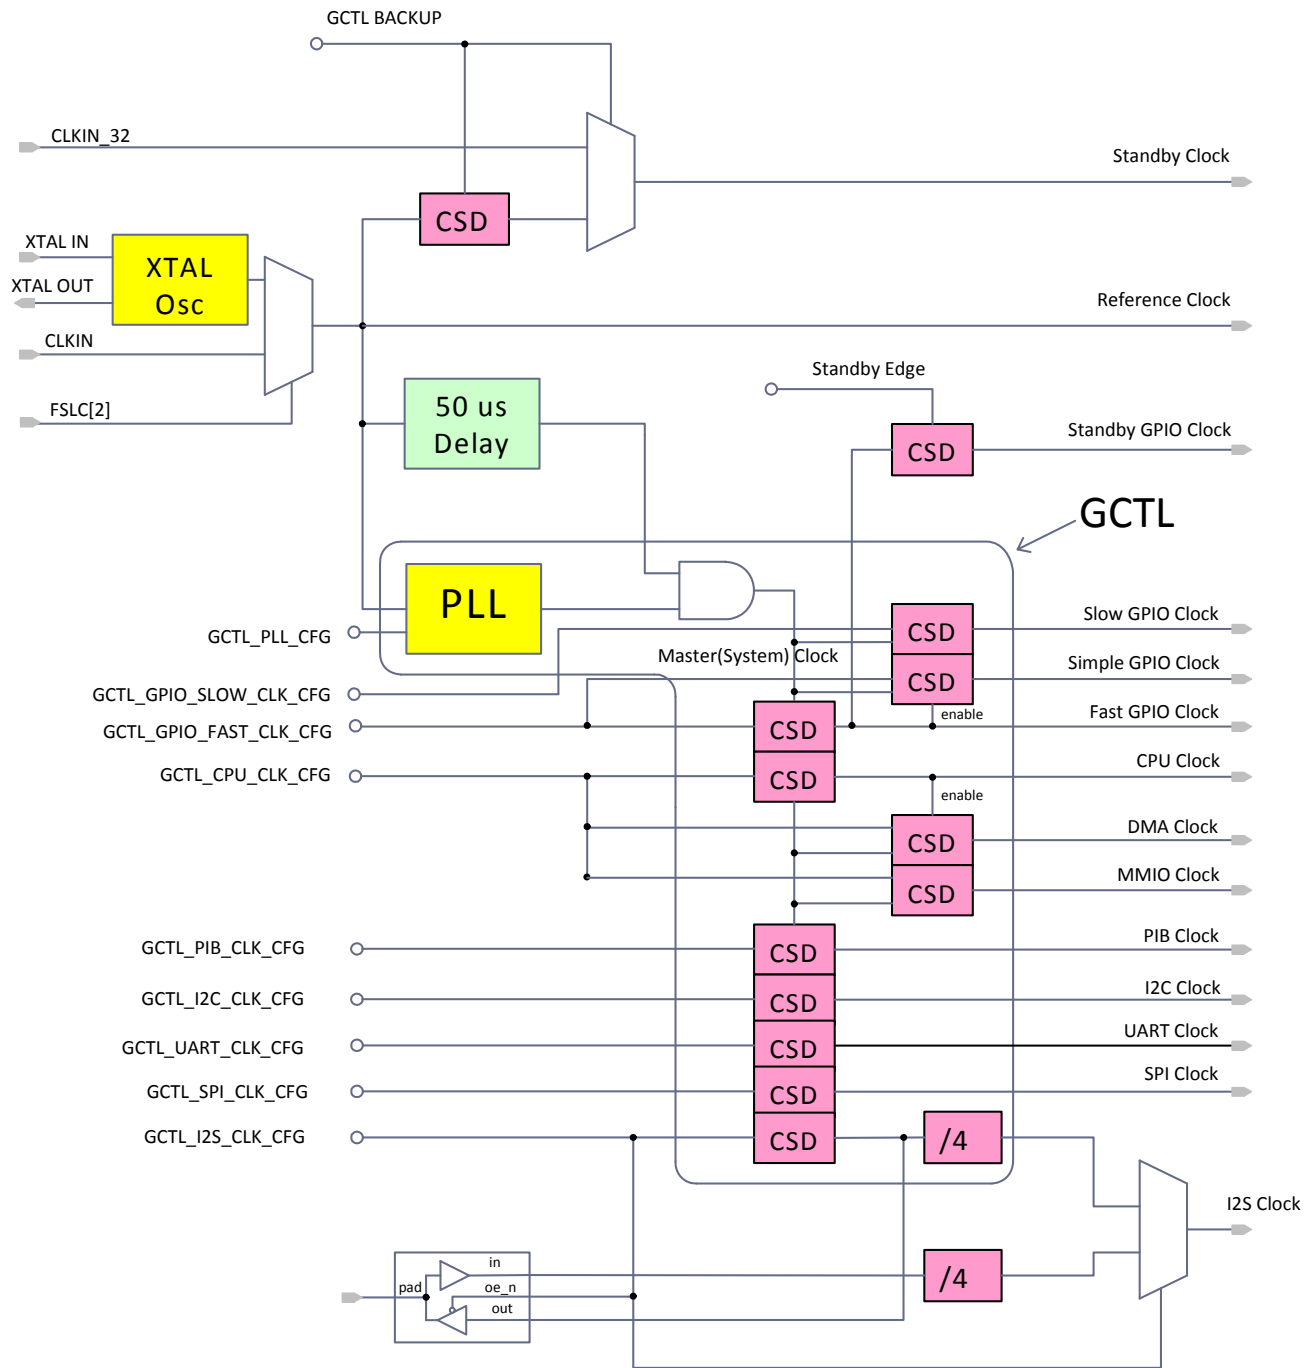 GCTL BACKUP
CLKIN_32
Standby Clock
CSD
XTAL IN
XTAL OUT
XTAL
Osc
Reference Clock
CLKIN
Standby Edge
FSLC[2]
50 us
Delay
Standby GPIO Clock
CSD
GCTL
PLL
Slow GPIO Clock
CSD
GCTL_PLL_CFG
Master(System) Clock
Simple GPIO Clock
CSD
GCTL_GPIO_SLOW_CLK_CFG
enable
Fast GPIO Clock
GCTL_GPIO_FAST_CLK_CFG
CSD
CPU Clock
GCTL_CPU_CLK_CFG
CSD
enable
DMA Clock
CSD
MMIO Clock
CSD
GCTL_PIB_CLK_CFG
CSD
PIB Clock
GCTL_I2C_CLK_CFG
CSD
I2C Clock
GCTL_UART_CLK_CFG
CSD
UART Clock
GCTL_SPI_CLK_CFG
CSD
SPI Clock
GCTL_I2S_CLK_CFG
CSD
/4
I2S Clock
in
pad
oe_n
out
/4